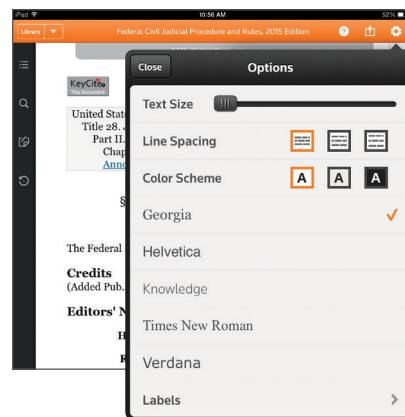 iPad
10:56 AM
52%
Library
Federal Civil Judicial Procedure and Rules, 2015 Edition
KeyCite
This Document
United Stat
Title 28.
Part II.
Chap
Anno
§
The Federal
Credits
(Added Pub.
Editors' N
H
R
Close
Options
Text Size
Line Spacing
Color Scheme
A
A
A
Georgia
Helvetica
Knowledge
Times New Roman
Verdana
Labels